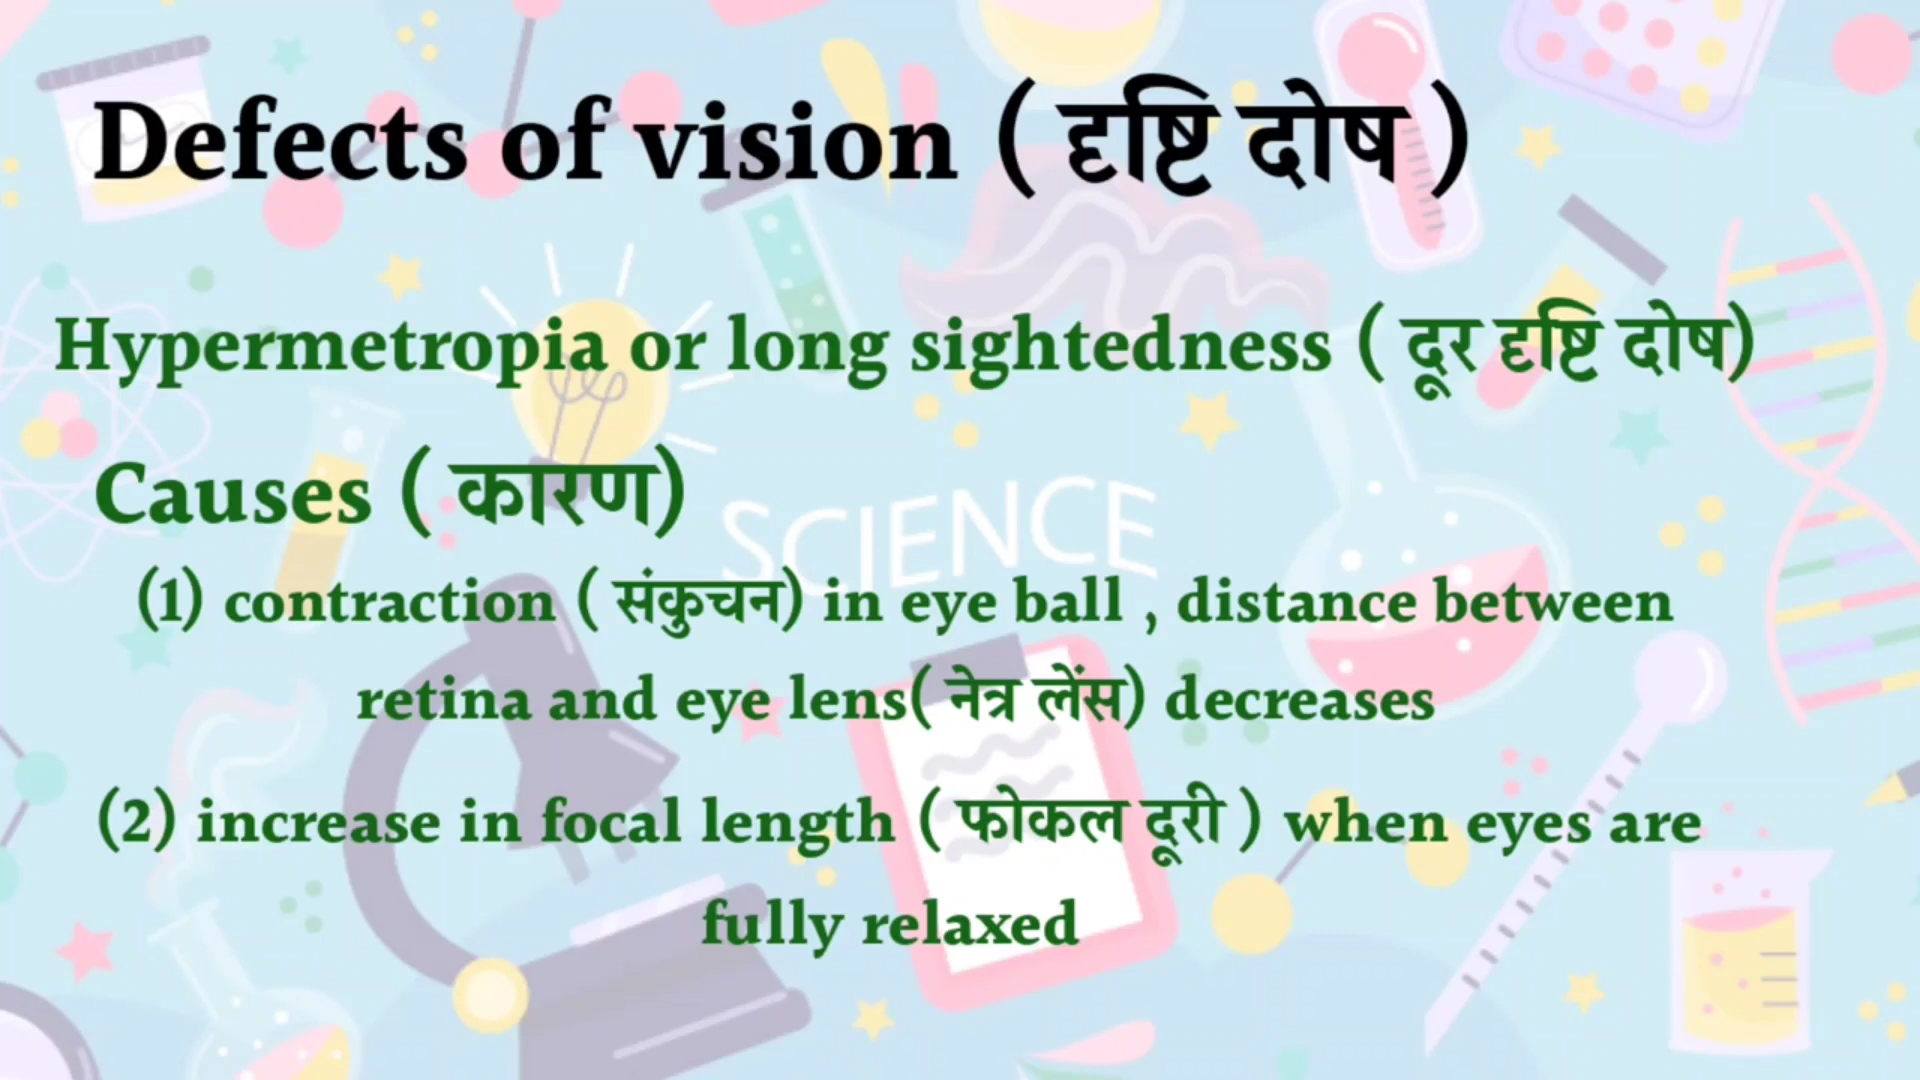 Defects of vision ( दृष्टि दोष )
Hypermetropia or long sightedness ( दूर दृष्टि दोष)
Causes ( कारण)
SCIENCE
(1) contraction ( संकुचन) in eye ball , distance between
retina and eye lens( नेत्र लेंस) decreases
(2) increase in focal length ( फोकल दूरी ) when eyes are
fully relaxed